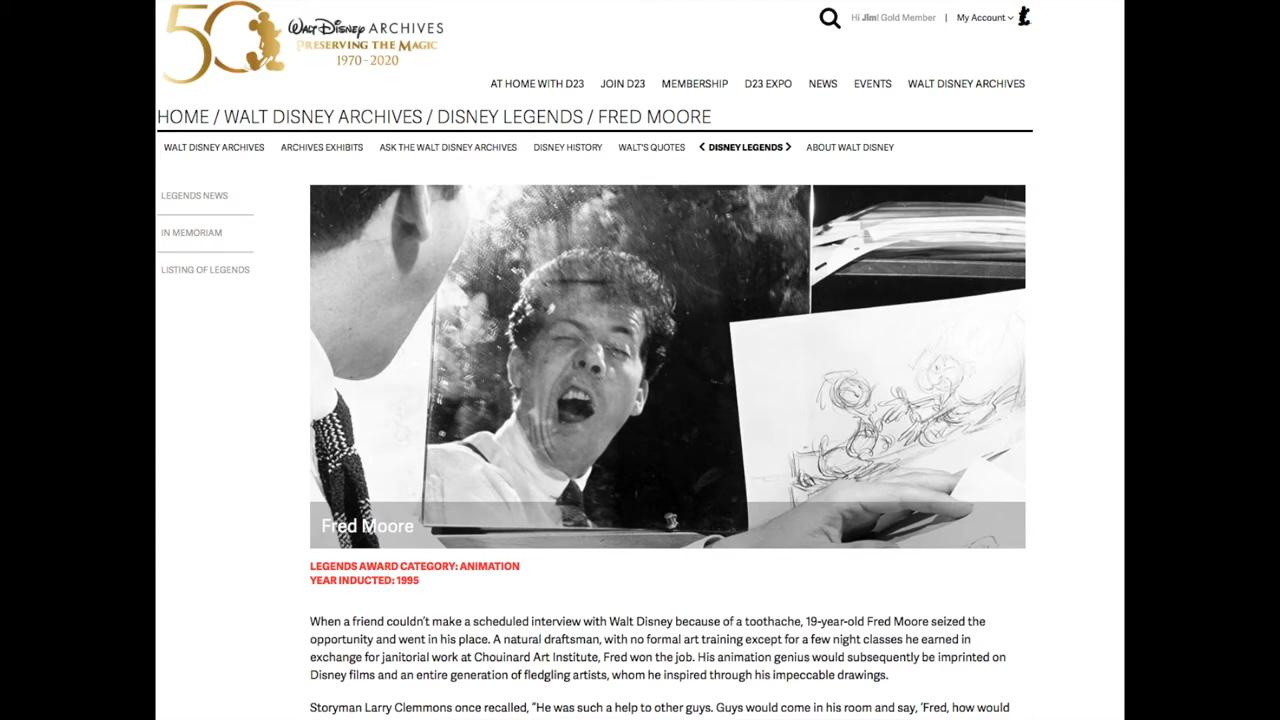 50
WALT DISNEY ARCHIVES
PRESERVING THE MAGIC
1970 - 2020
Hi Jim! Gold Member | My Account
AT HOME WITH D23 JOIN D23 MEMBERSHIP D23 EXPO NEWS EVENTS WALT DISNEY ARCHIVES
HOME / WALT DISNEY ARCHIVES / DISNEY LEGENDS / FRED MOORE
WALT DISNEY ARCHIVES ARCHIVES EXHIBITS ASK THE WALT DISNEY ARCHIVES DISNEY HISTORY WALT'S QUOTES DISNEY LEGENDS ABOUT WALT DISNEY
LEGENDS NEWS
IN MEMORIAM
LISTING OF LEGENDS
Fred Moore
LEGENDS AWARD CATEGORY: ANIMATION
YEAR INDUCTED: 1995
When a friend couldn't make a scheduled interview with Walt Disney because of a toothache, 19-year-old Fred Moore seized the
opportunity and went in his place. A natural draftsman, with no formal art training except for a few night classes he earned in
exchange for janitorial work at Chouinard Art Institute, Fred won the job. His animation genius would subsequently be imprinted on
Disney films and an entire generation of fledgling artists, whom he inspired through his impeccable drawings.
Storyman Larry Clemmons once recalled, "He was such a help to other guys. Guys would come in his room and say, 'Fred, how would